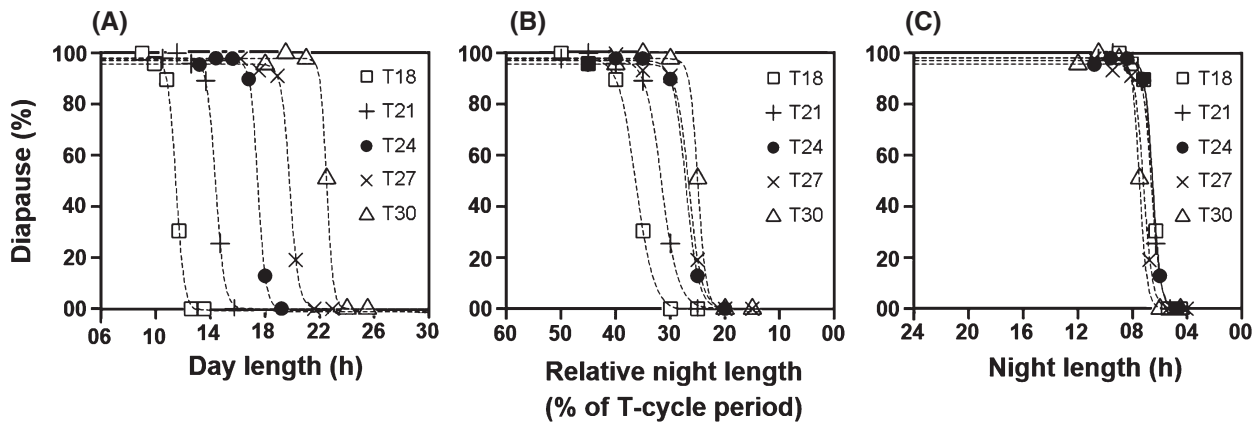 (A)
Diapause (%)
100
80
60
40
20
00
06 10 14 18 22 26 30
Day length (h)
T18
T21
T24
T27
T30
(B)
100
80
60
40
20
00
60 50 40 30 20 10 00
Relative night length
(% of T-cycle period)
T18
T21
T24
T27
T30
(C)
100
80
60
40
20
00
24 20 16 12 08 04 00
Night length (h)
T18
T21
T24
T27
T30